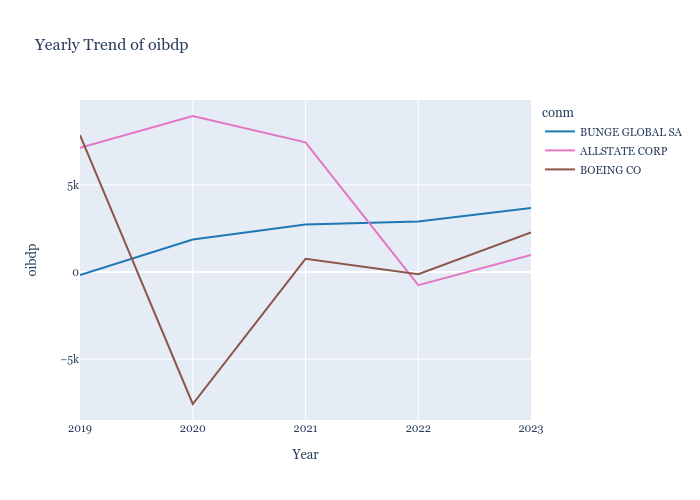 Yearly Trend of oibdp
conm
BUNGE GLOBAL SA
ALLSTATE CORP
BOEING CO
oibdp
5k
0
−5k
2019 2020 2021 2022 2023
Year